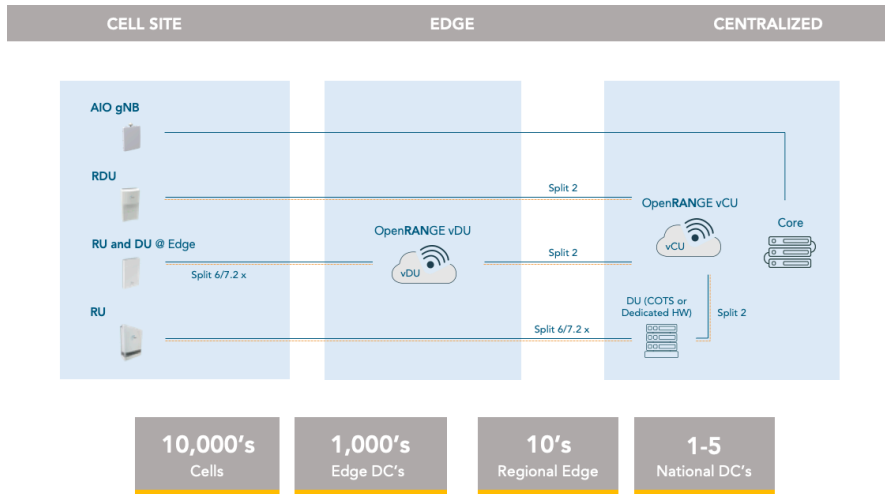 CELL SITE
EDGE
CENTRALIZED
AIO gNB
RDU
Split 2
OpenRANGE vCU
vCU
Core
RU and DU @ Edge
Split 6/7.2 x
OpenRANGE vDU
vDU
Split 2
RU
Split 6/7.2 x
DU (COTS or
Dedicated HW)
Split 2
10,000's
Cells
1,000's
Edge DC's
10's
Regional Edge
1-5
National DC's